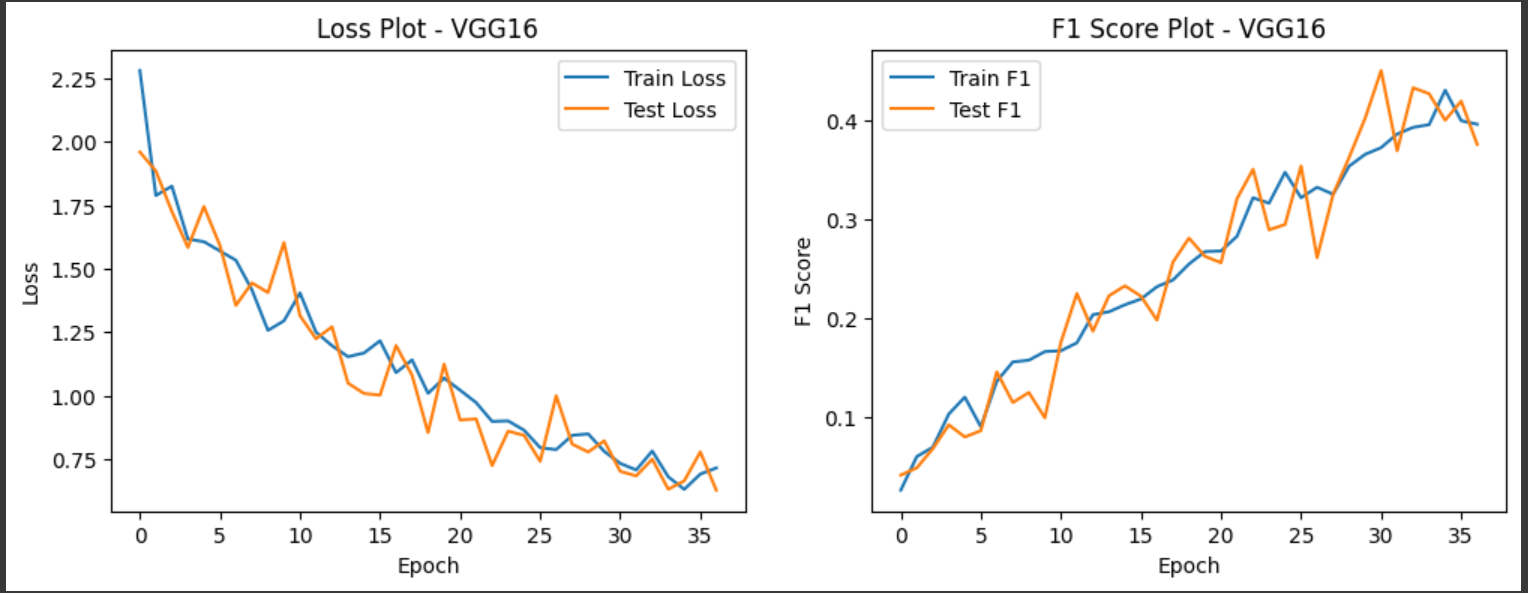 Loss Plot - VGG16
Train Loss
Test Loss
2.25
2.00
1.75
1.50
1.25
1.00
0.75
Loss
0 5 10 15 20 25 30 35
Epoch
F1 Score Plot - VGG16
Train F1
Test F1
0.4
0.3
0.2
0.1
F1 Score
0 5 10 15 20 25 30 35
Epoch